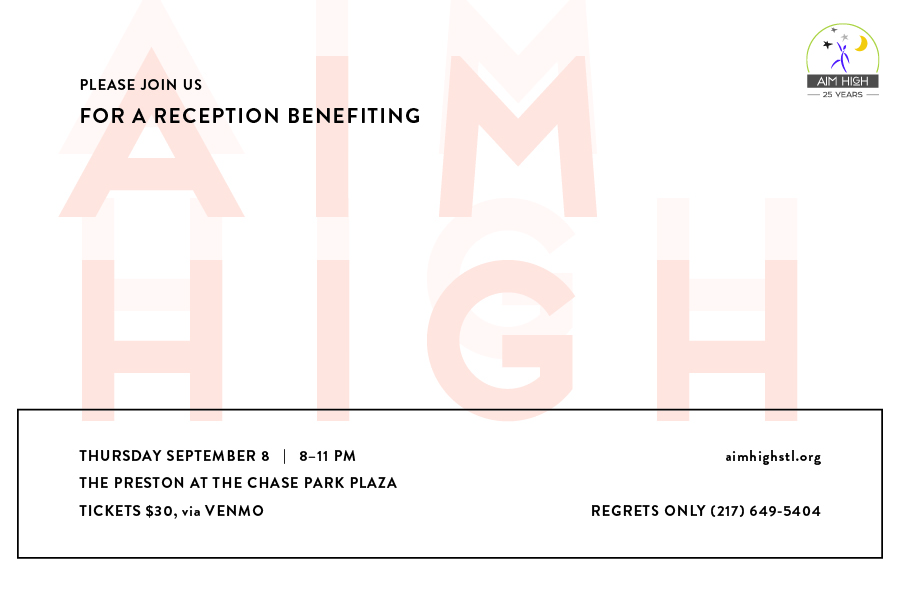 PLEASE JOIN US
FOR A RECEPTION BENEFITING
AIM
HIGH
AIM HIGH
25 YEARS
THURSDAY SEPTEMBER 8 | 8–11 PM
THE PRESTON AT THE CHASE PARK PLAZA
TICKETS $30, via VENMO
aimhighstl.org
REGRETS ONLY (217) 649-5404